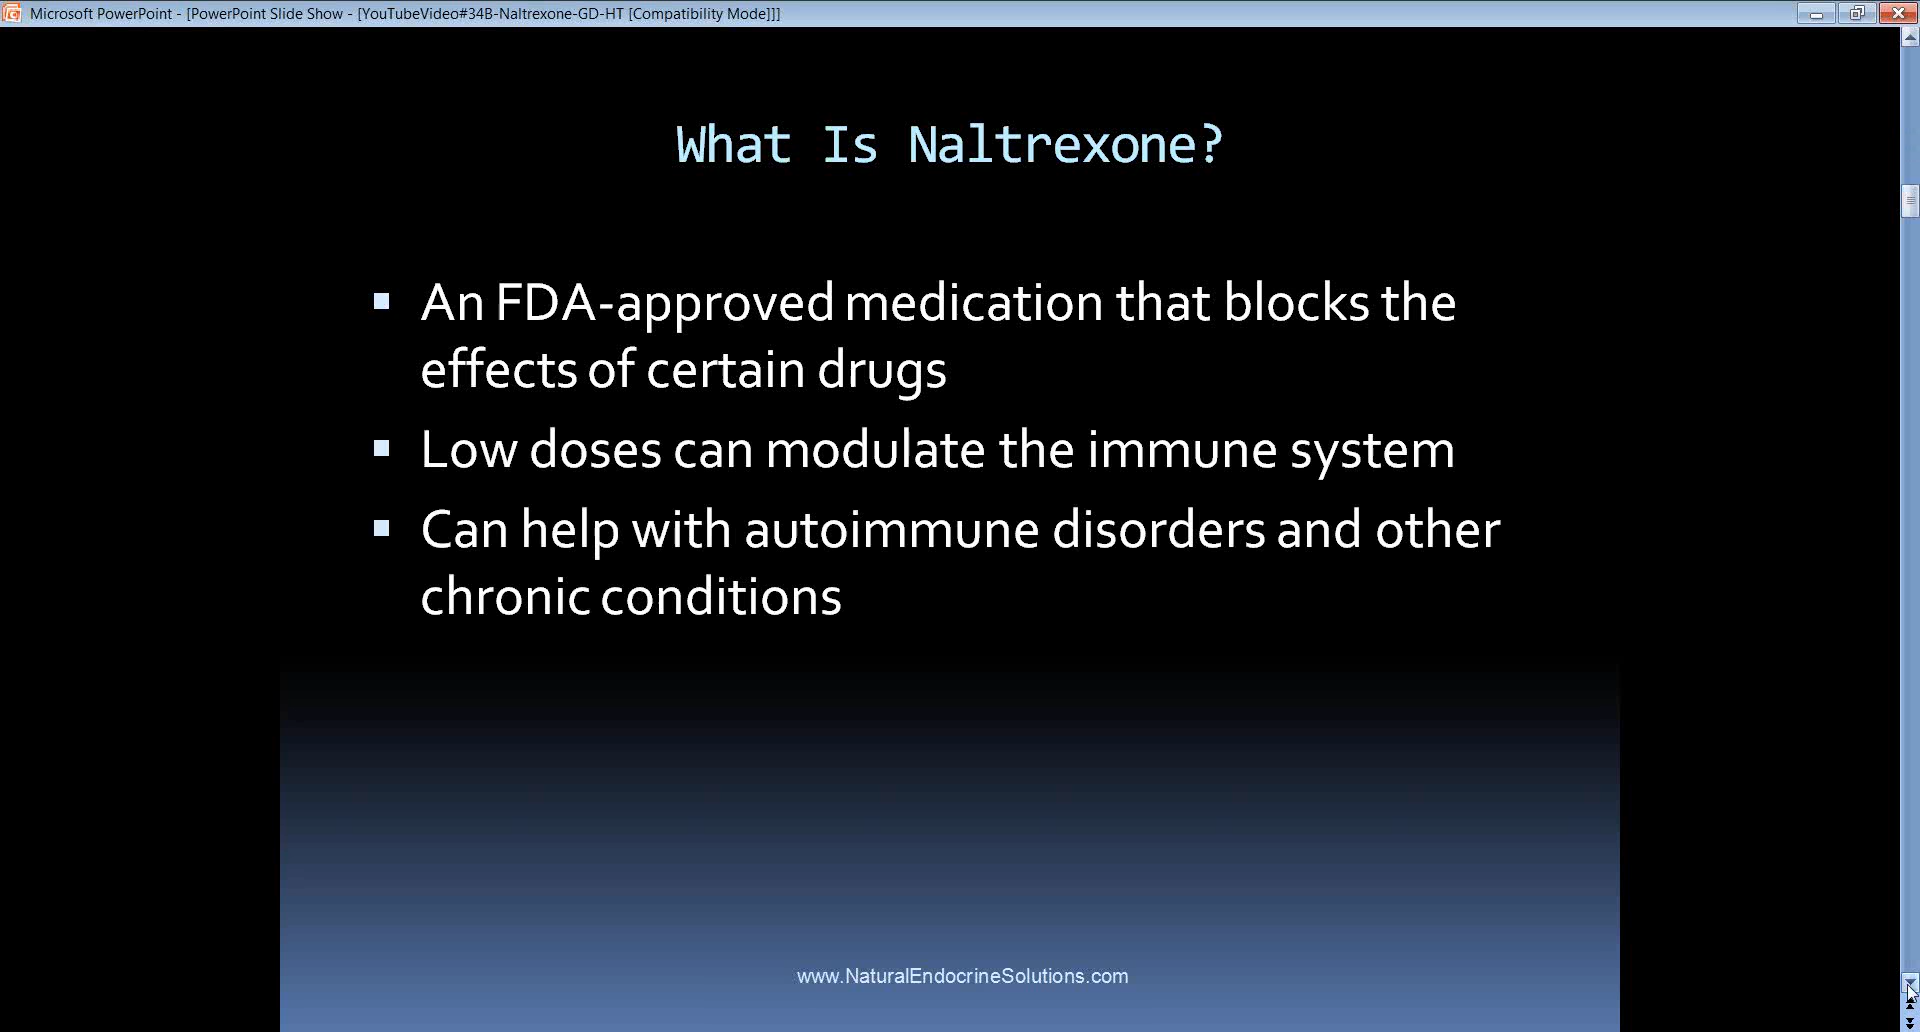 Microsoft PowerPoint - [PowerPoint Slide Show - [YouTubeVideo#34B-Naltrexone-GD-HT [Compatibility Mode]]]
What Is Naltrexone?
An FDA-approved medication that blocks the
effects of certain drugs
Low doses can modulate the immune system
Can help with autoimmune disorders and other
chronic conditions
www.NaturalEndocrineSolutions.com